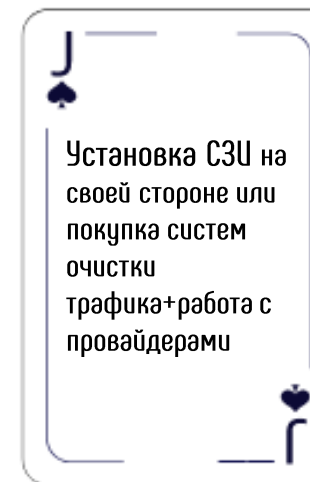 J
Установка СЗИ на
своей стороне или
покупка систем
очистки
трафика+работа с
провайдерами
J